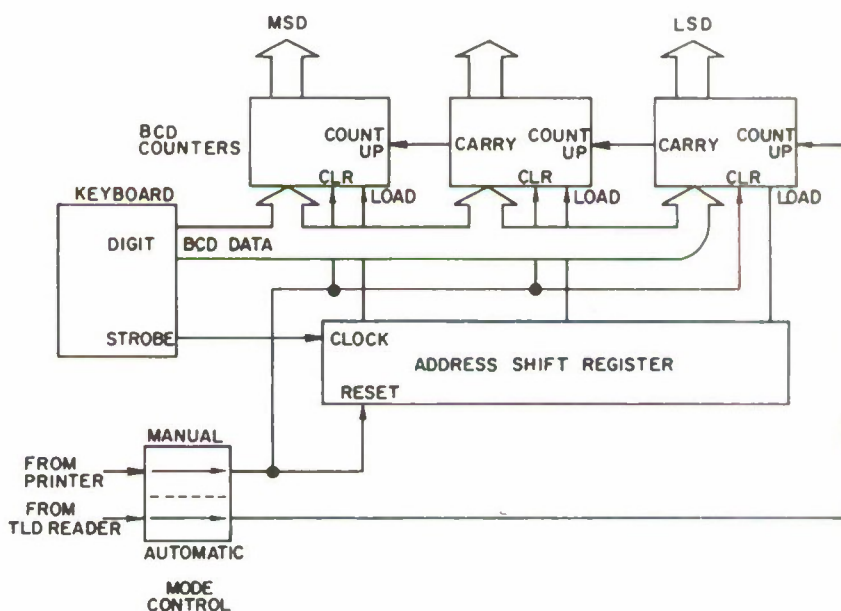 MSD
LSD
BCD
COUNTERS
COUNT
UP
CARRY
COUNT
UP
CARRY
COUNT
UP
CLR
LOAD
CLR
LOAD
CLR
LOAD
KEYBOARD
DIGIT
BCD DATA
STROBE
CLOCK
ADDRESS SHIFT REGISTER
RESET
MANUAL
FROM
PRINTER
FROM
TLD READER
AUTOMATIC
MODE
CONTROL